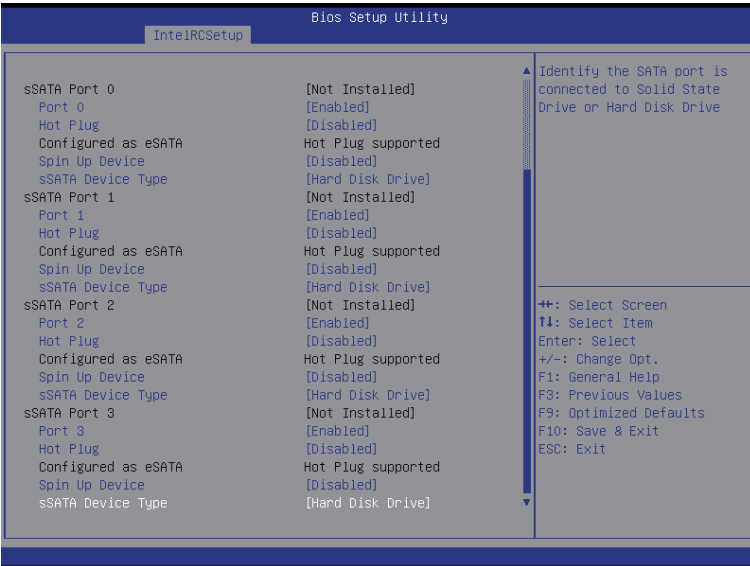 Bios Setup Utility
IntelRCSetup
sSATA Port 0 [Not Installed]
Port 0 [Enabled]
Hot Plug [Disabled]
Configured as eSATA Hot Plug supported
Spin Up Device [Disabled]
sSATA Device Type [Hard Disk Drive]
sSATA Port 1 [Not Installed]
Port 1 [Enabled]
Hot Plug [Disabled]
Configured as eSATA Hot Plug supported
Spin Up Device [Disabled]
sSATA Device Type [Hard Disk Drive]
sSATA Port 2 [Not Installed]
Port 2 [Enabled]
Hot Plug [Disabled]
Configured as eSATA Hot Plug supported
Spin Up Device [Disabled]
sSATA Device Type [Hard Disk Drive]
sSATA Port 3 [Not Installed]
Port 3 [Enabled]
Hot Plug [Disabled]
Configured as eSATA Hot Plug supported
Spin Up Device [Disabled]
sSATA Device Type [Hard Disk Drive]
Identify the SATA port is
connected to Solid State
Drive or Hard Disk Drive
→←: Select Screen
↑↓: Select Item
Enter: Select
+/-: Change Opt.
F1: General Help
F3: Previous Values
F9: Optimized Defaults
F10: Save & Exit
ESC: Exit